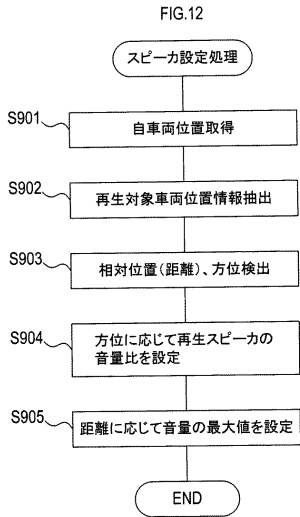 FIG.12
スピーカ設定処理
S901
自車両位置取得
S902
再生対象車両位置情報抽出
S903
相対位置(距離)、方位検出
S904
方位に応じて再生スピーカの
音量比を設定
S905
距離に応じて音量の最大値を設定
END